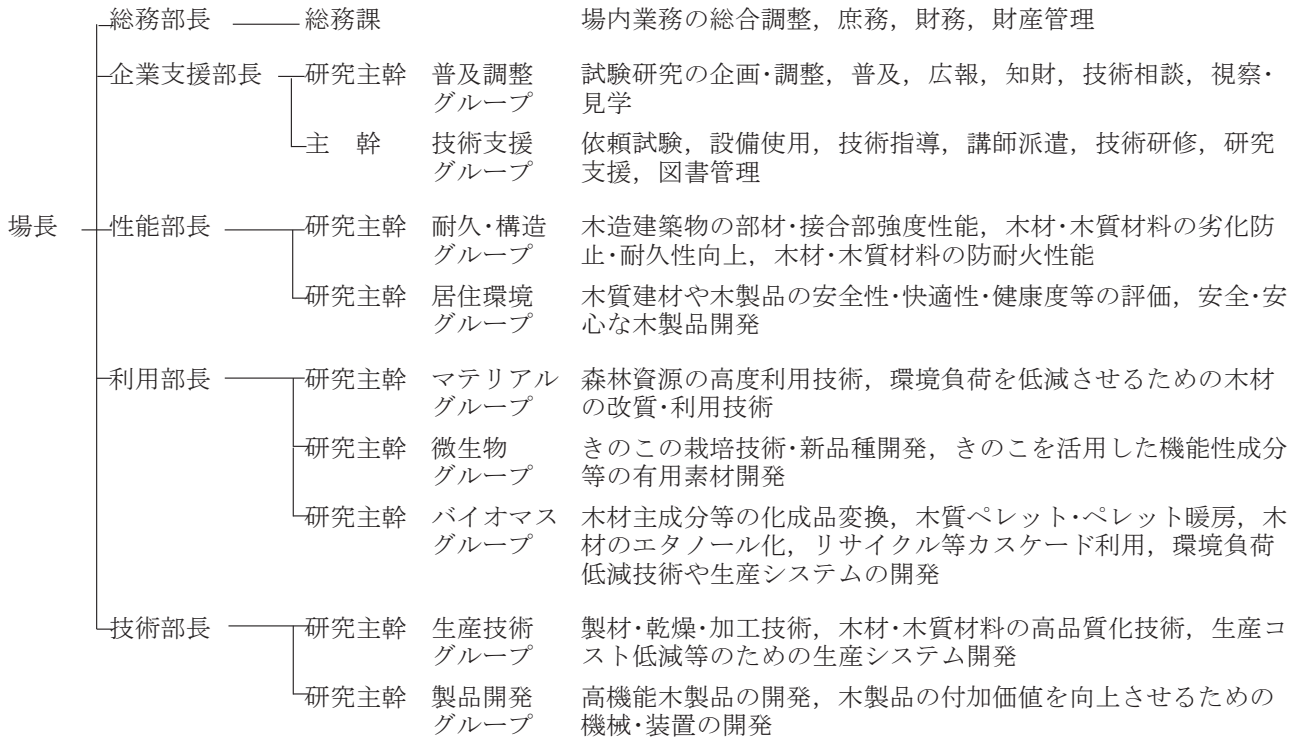 総務部長 総務課 場内業務の総合調整，庶務，財務，財産管理
企業支援部長 研究主幹 普及調整 試験研究の企画・調整，普及，広報，知財，技術相談，視察・
グループ 見学
主 幹 技術支援 依頼試験，設備使用，技術指導，講師派遣，技術研修，研究
グループ 支援，図書管理
場長 性能部長 研究主幹 耐久・構造 木造建築物の部材・接合部強度性能，木材・木質材料の劣化防
グループ 止・耐久性向上，木材・木質材料の防耐火性能
研究主幹 居住環境 木質建材や木製品の安全性・快適性・健康度等の評価，安全・安
グループ 心な木製品開発
利用部長 研究主幹 マテリアル 森林資源の高度利用技術，環境負荷を低減させるための木材
グループ の改質・利用技術
研究主幹 微生物 きのこの栽培技術・新品種開発，きのこを活用した機能性成分
グループ 等の有用素材開発
研究主幹 バイオマス 木材主成分等の化成品変換，木質ペレット・ペレット暖房，木
グループ 材のエタノール化，リサイクル等カスケード利用，環境負荷
低減技術や生産システムの開発
技術部長 研究主幹 生産技術 製材・乾燥・加工技術，木材・木質材料の高品質化技術，生産コ
グループ スト低減等のための生産システム開発
研究主幹 製品開発 高機能木製品の開発，木製品の付加価値を向上させるための
グループ 機械・装置の開発